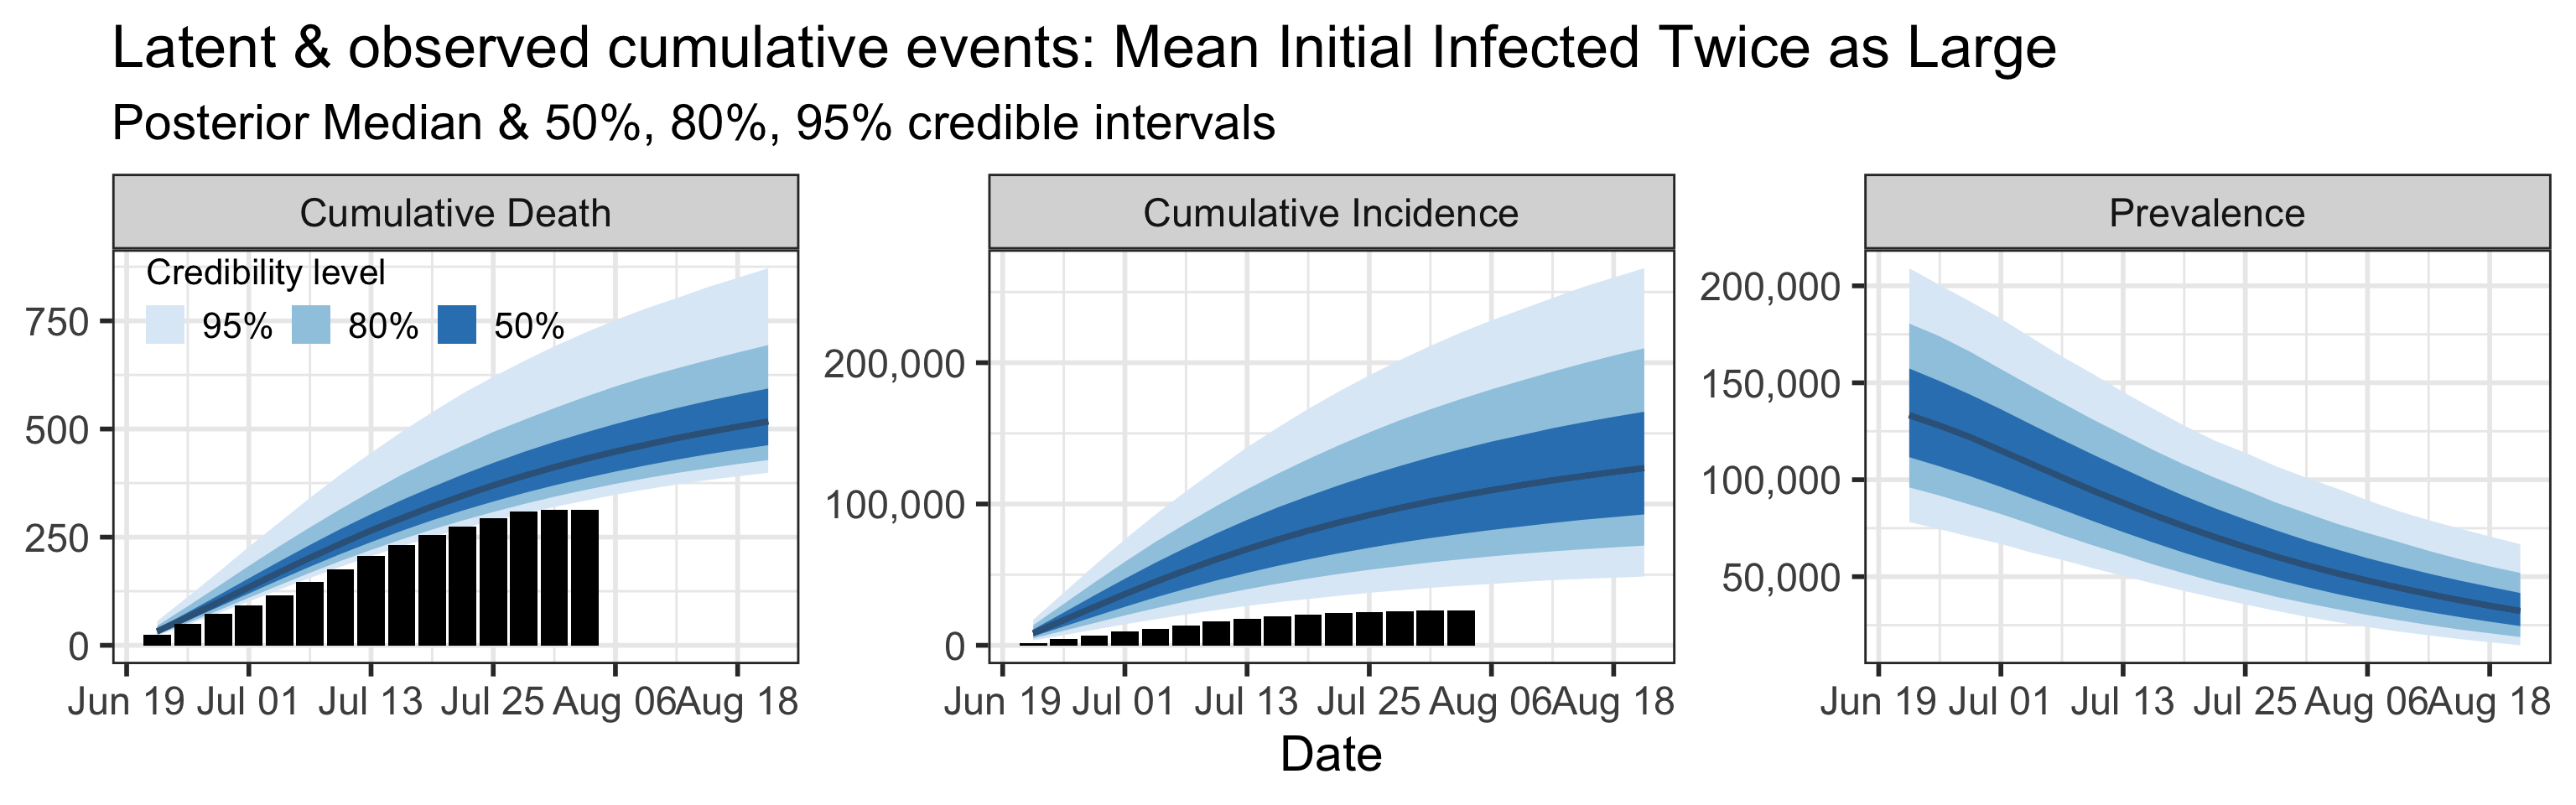 Latent & observed cumulative events: Mean Initial Infected Twice as Large
Posterior Median & 50%, 80%, 95% credible intervals
Cumulative Death
Credibility level
95% 80% 50%
750
500
250
0
Jun 19 Jul 01 Jul 13 Jul 25 Aug 06 Aug 18
Cumulative Incidence
200,000
100,000
0
Jun 19 Jul 01 Jul 13 Jul 25 Aug 06 Aug 18
Prevalence
200,000
150,000
100,000
50,000
Jun 19 Jul 01 Jul 13 Jul 25 Aug 06 Aug 18
Date